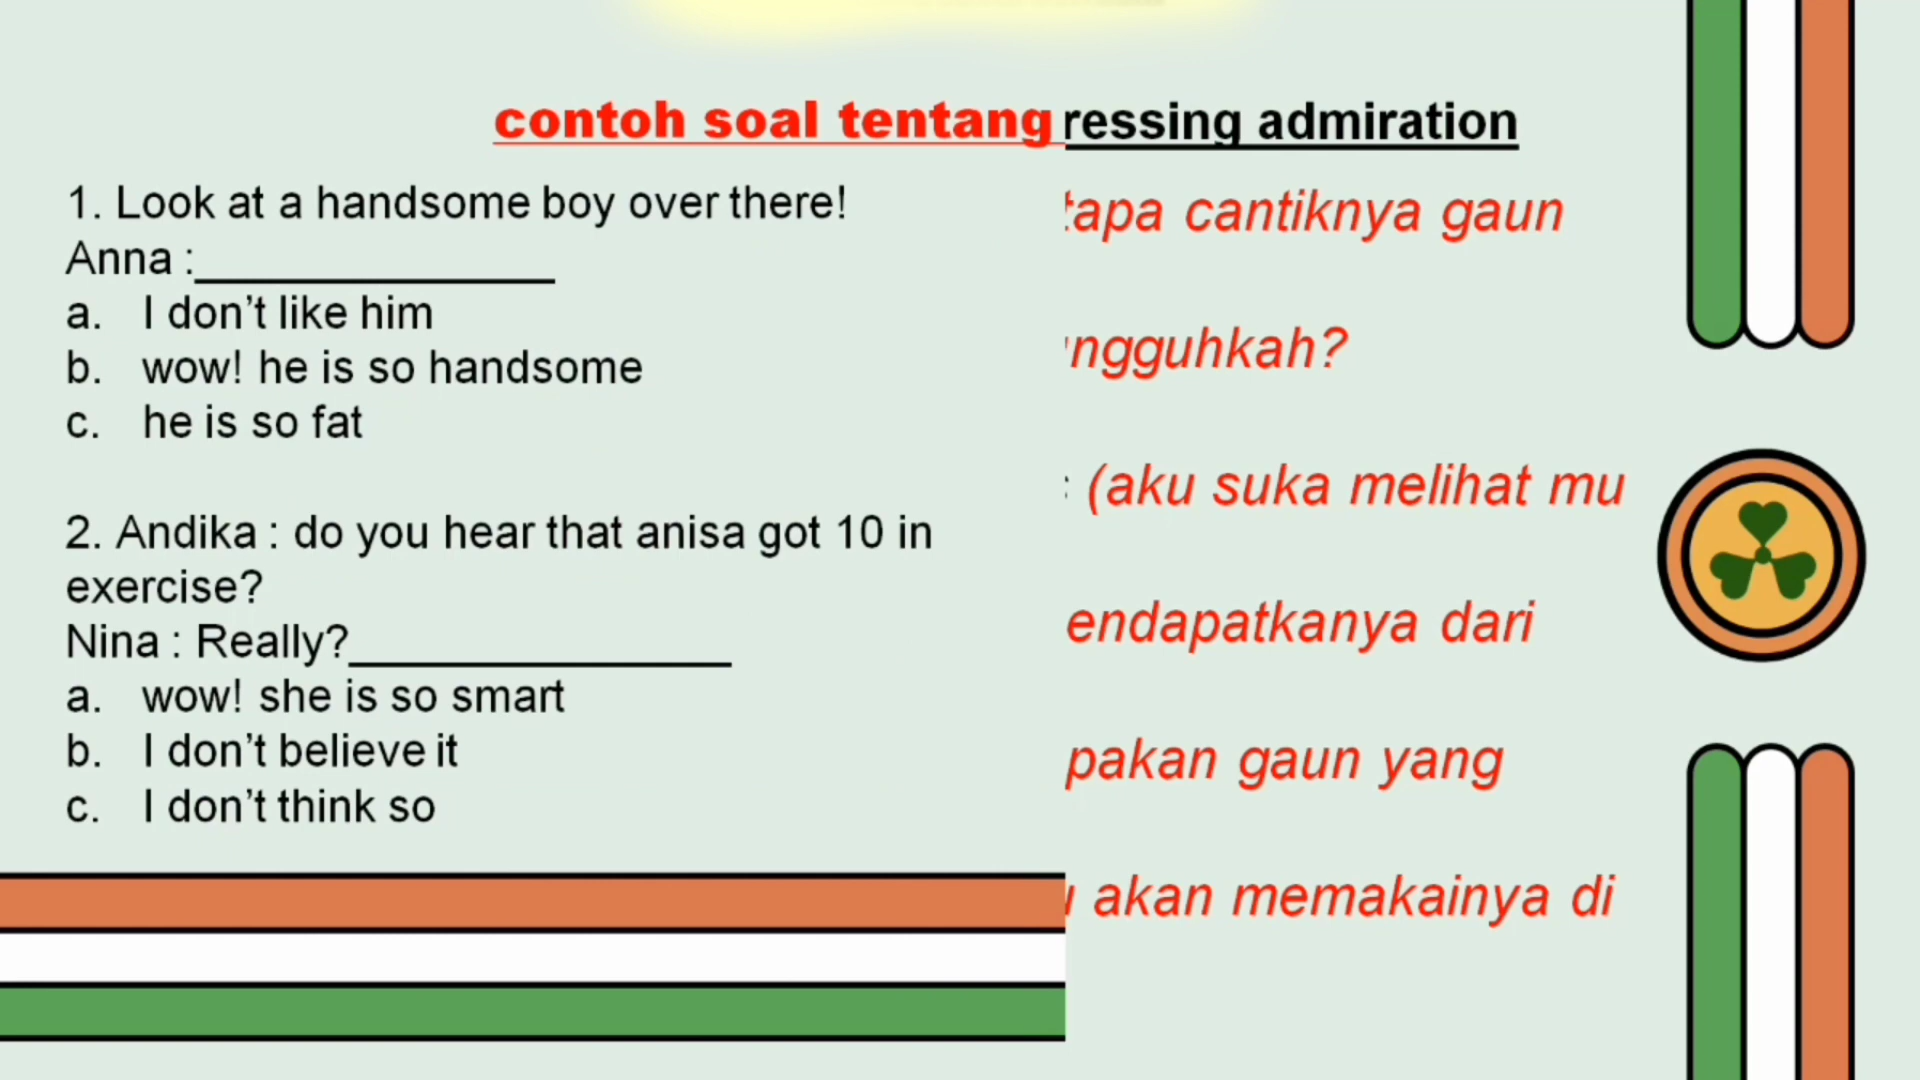 contoh soal tentang ressing admiration
1. Look at a handsome boy over there!
Anna :_______________
a. I don’t like him
b. wow! he is so handsome
c. he is so fat
2. Andika : do you hear that anisa got 10 in
exercise?
Nina : Really?________________
a. wow! she is so smart
b. I don’t believe it
c. I don’t think so
tapa cantiknya gaun
ngguhkah?
: (aku suka melihat mu
endapatkanya dari
pakan gaun yang
akan memakainya di